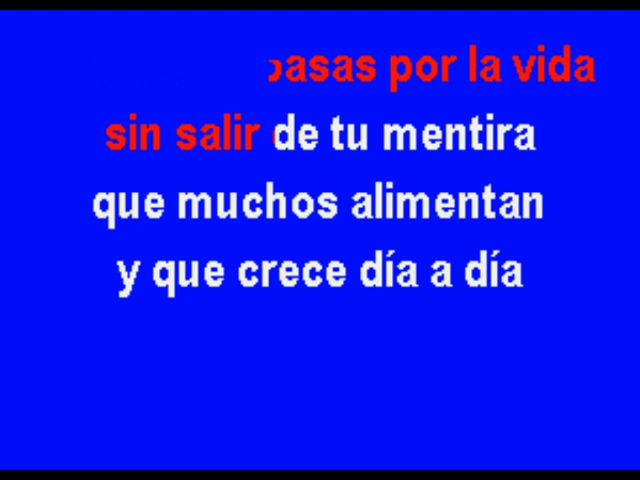 pasas por la vida
sin salir de tu mentira
que muchos alimentan
y que crece día a día